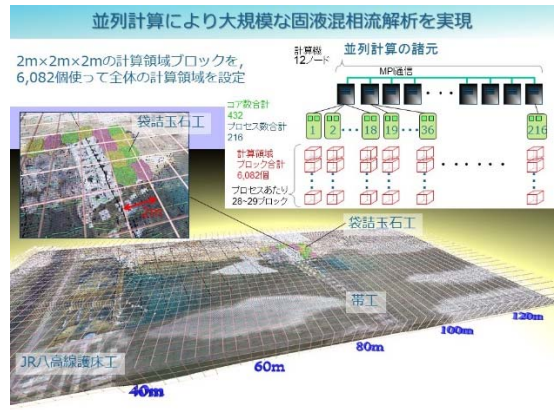 並列計算により大規模な固液混相流解析を実現
2m×2m×2mの計算領域ブロックを,
6,082個使って全体の計算領域を設定
計算機
12ノード
並列計算の諸元
MPI通信
コア数合計
432
プロセス数合計
216
1 2 ・・・ 18 19 ・・・ 36 216
計算領域
ブロック合計
6,082個
プロセスあたり
28~29ブロック
袋詰玉石工
袋詰玉石工
帯工
JR八高線護床工
40m
60m
80m
100m
120m